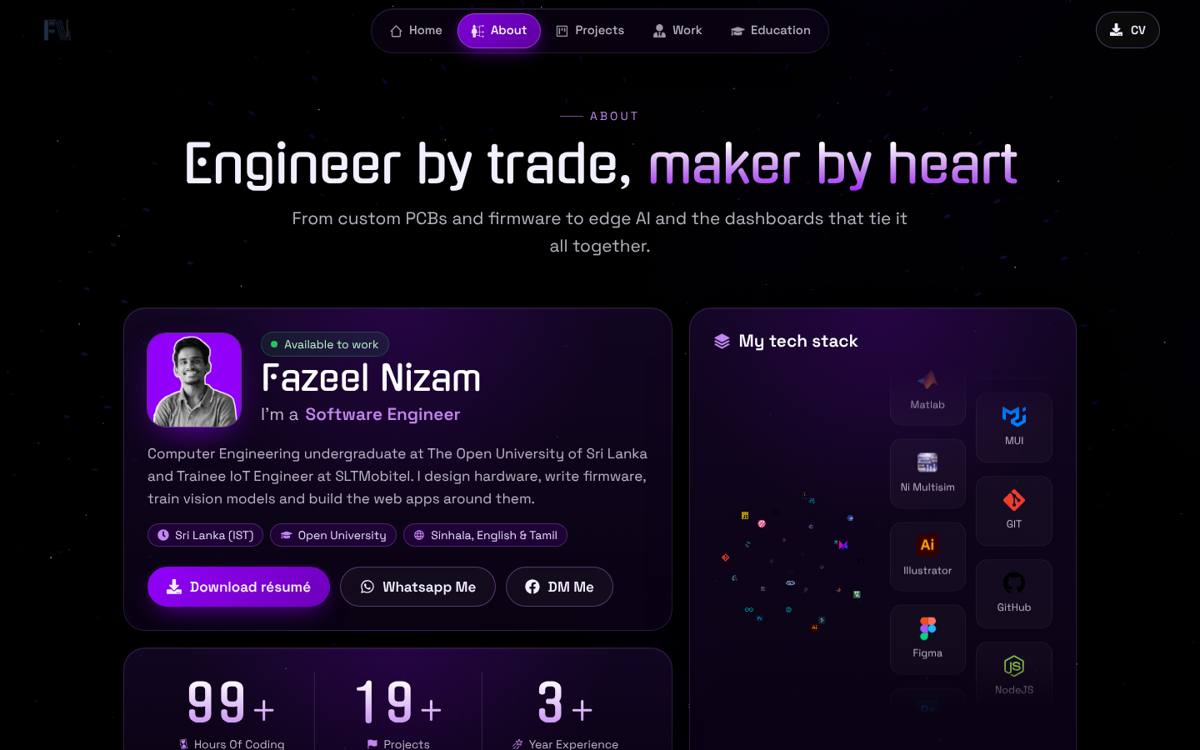 Home
About
Projects
Work
Education
CV
ABOUT
Engineer by trade, maker by heart
From custom PCBs and firmware to edge AI and the dashboards that tie it
all together.
Available to work
Fazeel Nizam
I'm a Software Engineer
Computer Engineering undergraduate at The Open University of Sri Lanka
and Trainee IoT Engineer at SLTMobitel. I design hardware, write firmware,
train vision models and build the web apps around them.
Sri Lanka (IST)
Open University
Sinhala, English & Tamil
Download résumé
Whatsapp Me
DM Me
99+
19+
3+
Hours Of Coding
Projects
Year Experience
My tech stack
Matlab
MUI
Ni Multisim
GIT
Ai
Illustrator
GitHub
Figma
NodeJS